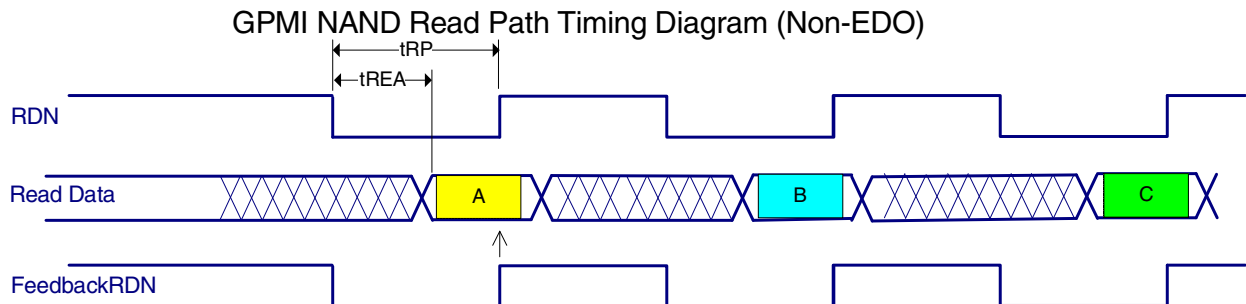 GPMI NAND Read Path Timing Diagram (Non-EDO)
tRP
tREA
RDN
Read Data
A
B
C
FeedbackRDN